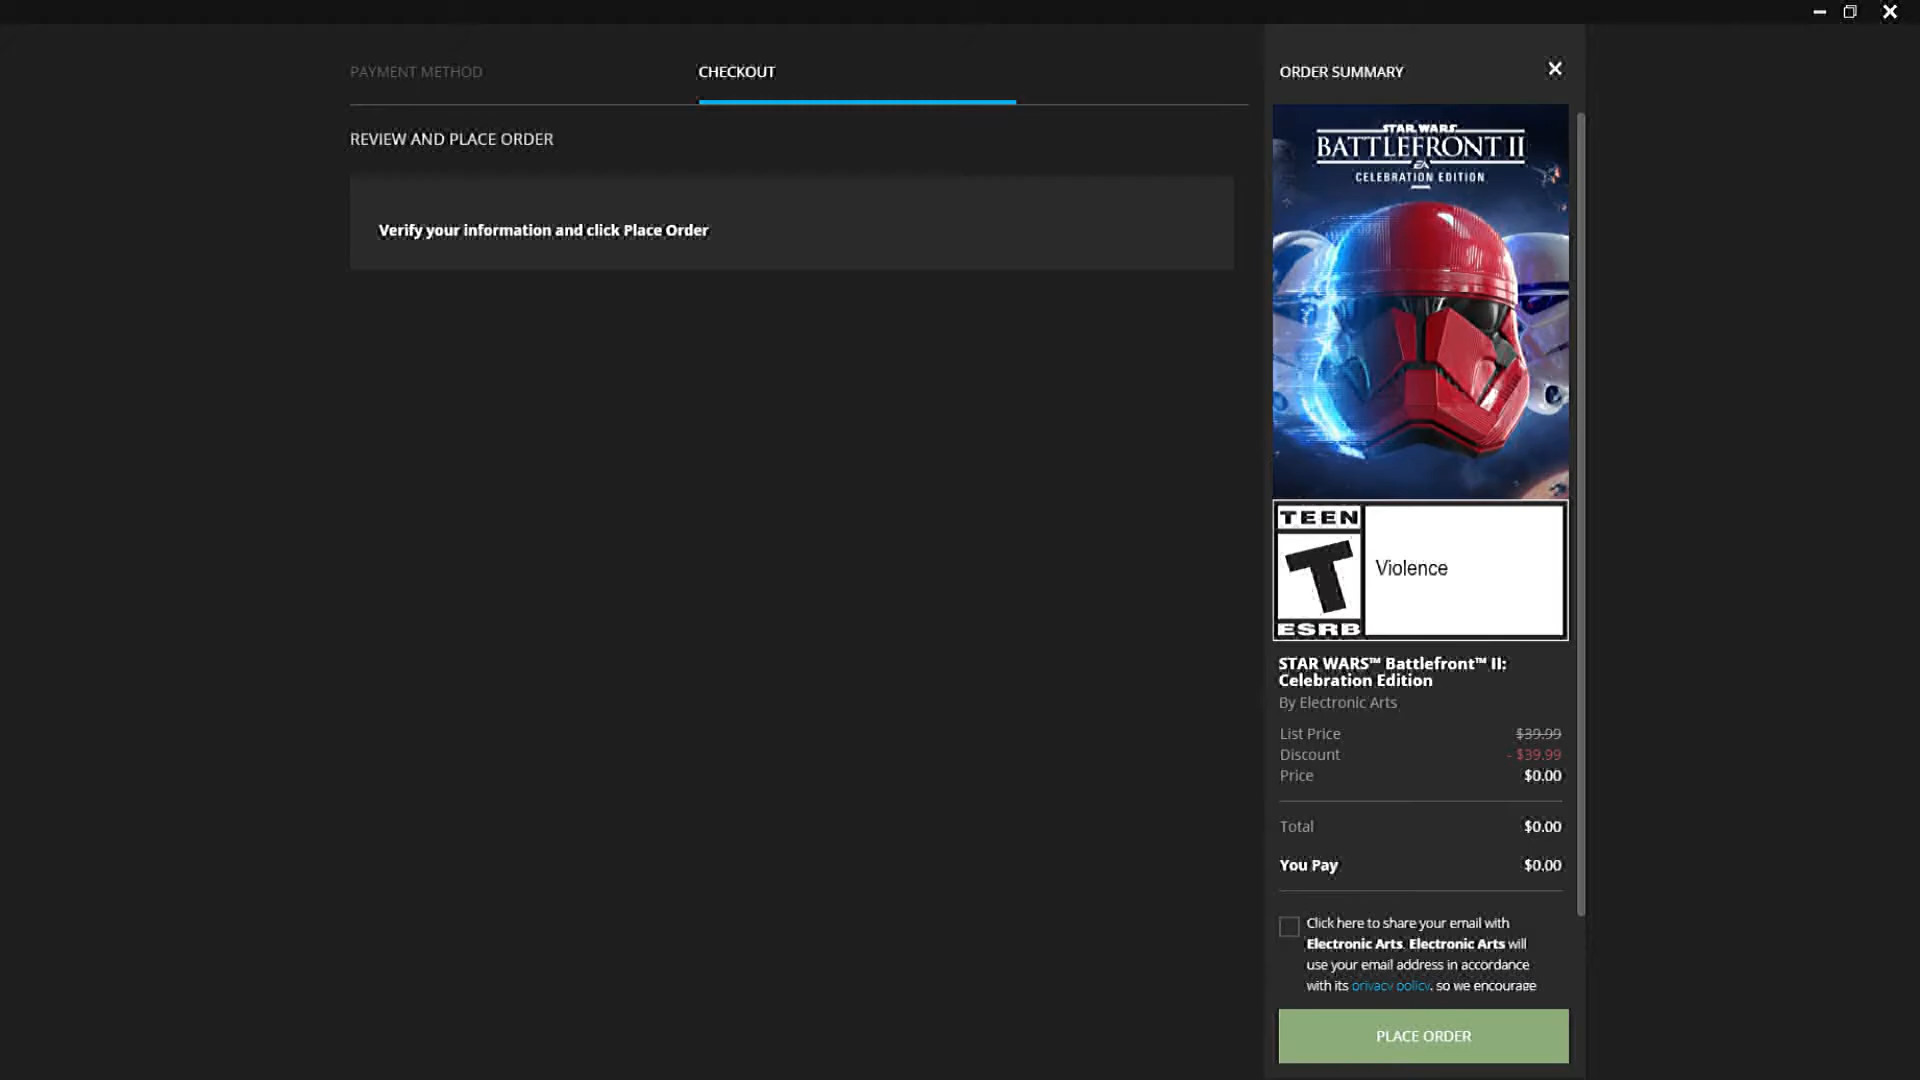 PAYMENT METHOD
CHECKOUT
ORDER SUMMARY
REVIEW AND PLACE ORDER
Verify your information and click Place Order
STAR WARS
BATTLEFRONT II
EA
CELEBRATION EDITION
TEEN
T
Violence
ESRB
STAR WARS™ Battlefront™ II:
Celebration Edition
By Electronic Arts
List Price $39.99
Discount - $39.99
Price $0.00
Total $0.00
You Pay $0.00
Click here to share your email with
Electronic Arts. Electronic Arts will
use your email address in accordance
with its privacy policy, so we encourage
PLACE ORDER